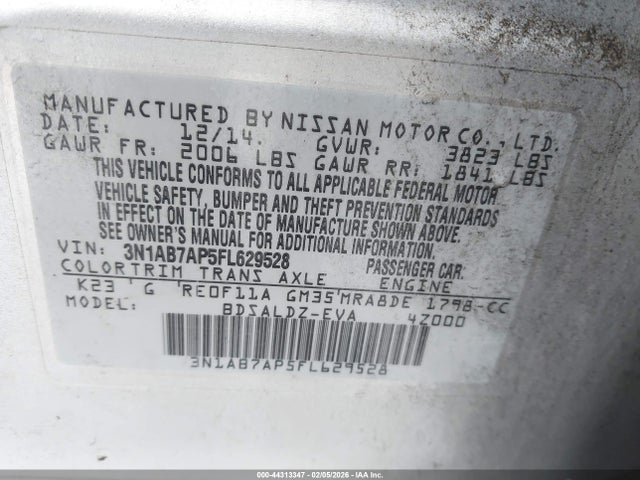 MANUFACTURED BY NISSAN MOTOR CO., LTD.
DATE: 12/14. GVWR: 3823 LBS
GAWR FR: 2006 LBS GAWR RR: 1841 LBS
THIS VEHICLE CONFORMS TO ALL APPLICABLE FEDERAL MOTOR
VEHICLE SAFETY, BUMPER AND THEFT PREVENTION STANDARDS
IN EFFECT ON THE DATE OF MANUFACTURE SHOWN ABOVE.
SEE OWNER'S MANUAL FOR ADDITIONAL INFORMATION.
VIN: 3N1AB7AP5FL629528 PASSENGER CAR.
COLORTRIM TRANS AXLE ENGINE
K23 'G 'RE0F11A GM35'MRA8DE 1798-CC
MODEL: BDSALDZ-EVA 4Z000
3N1AB7AP5FL629528
000-44313347 - 02/05/2026 - IAA, Inc.